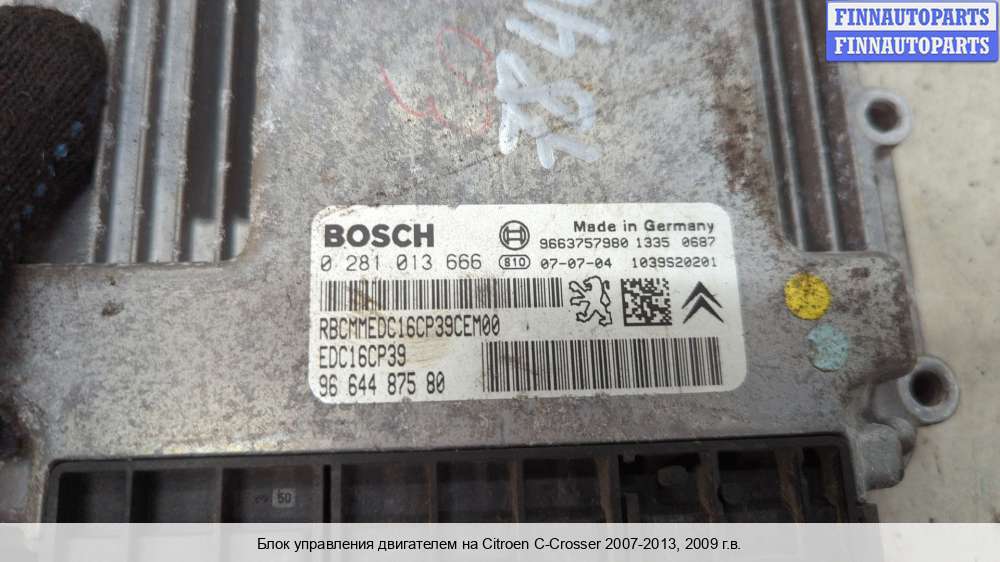 FINNAUTOPARTS
FINNAUTOPARTS
BOSCH
Made in Germany
9663757980 1335 0687
0 281 013 666 810 07-07-04 1039S20201
RBCMMEDC16CP39CEM00
EDC16CP39
96 644 875 80
50
Блок управления двигателем на Citroen C-Crosser 2007-2013, 2009 г.в.